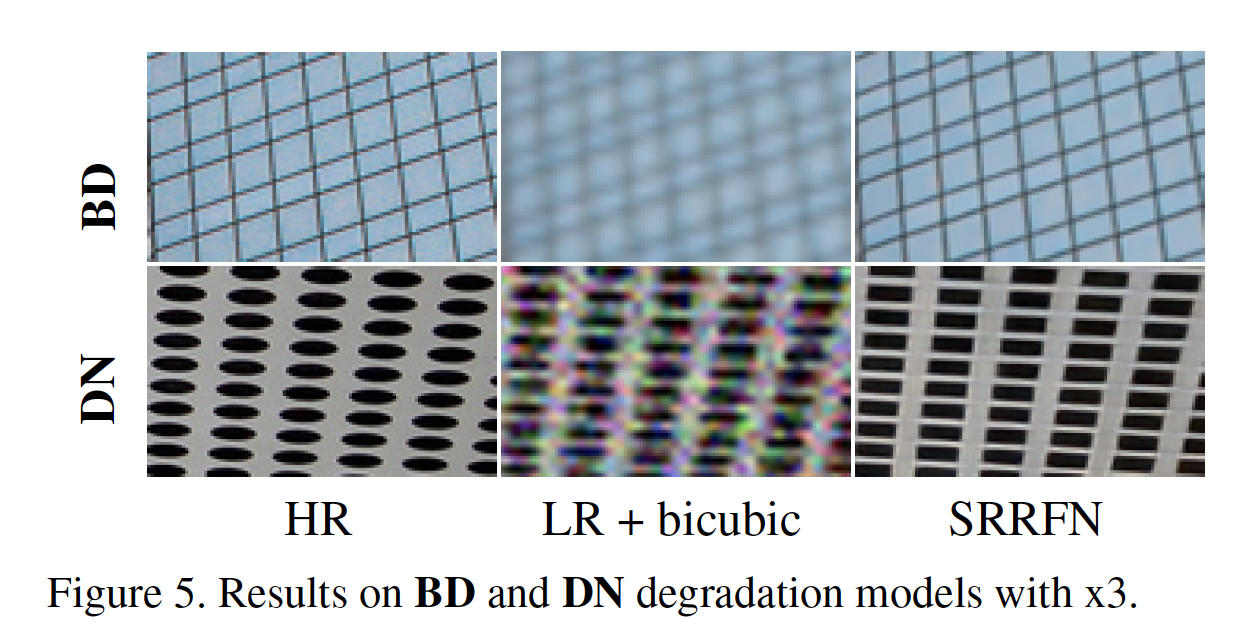 BD
DN
HR LR + bicubic SRRFN
Figure 5. Results on BD and DN degradation models with x3.